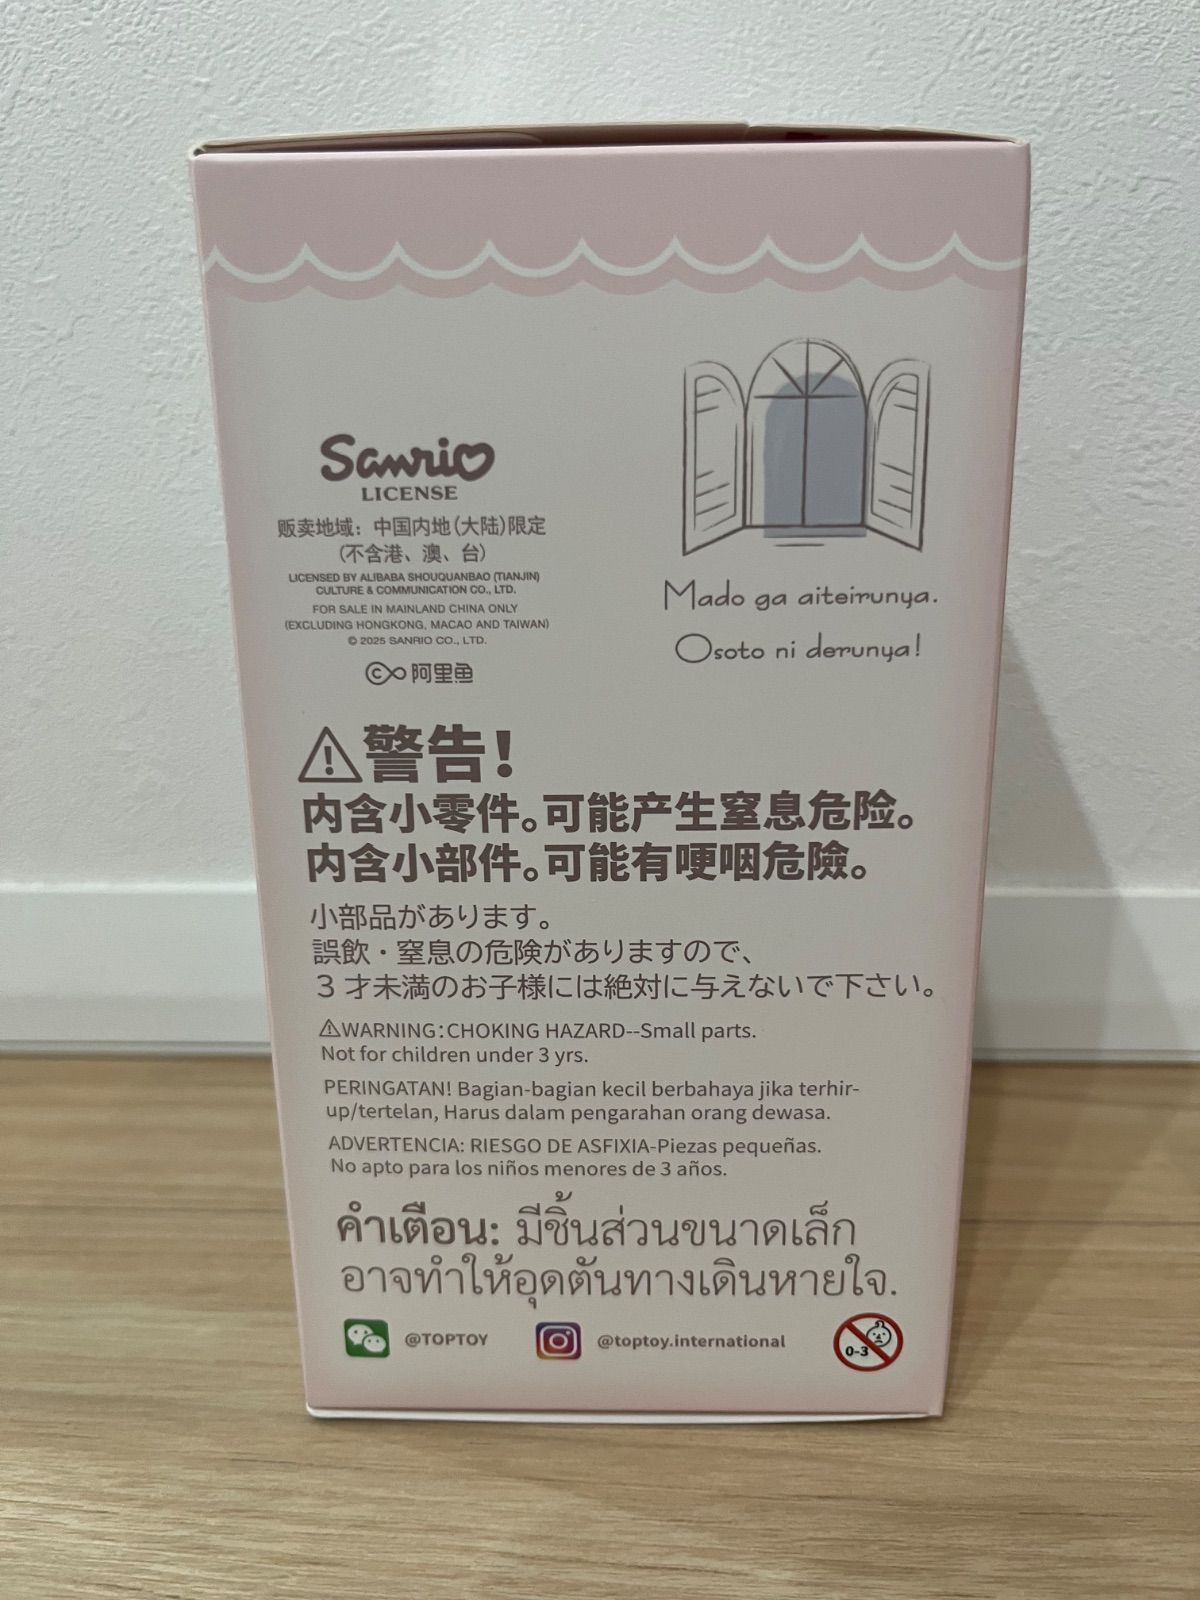 Sanrio
LICENSE
贩卖地域：中国内地(大陆)限定
(不含港、澳、台)
LICENSED BY ALIBABA SHOUQUANBAO (TIANJIN)
CULTURE & COMMUNICATION CO., LTD.
FOR SALE IN MAINLAND CHINA ONLY
(EXCLUDING HONGKONG, MACAO AND TAIWAN)
© 2025 SANRIO CO., LTD.
阿里鱼
Mado ga aiteirunya.
Osoto ni derunya!
⚠警告！
内含小零件。可能产生窒息危险。
内含小部件。可能有哽咽危險。
小部品があります。
誤飲・窒息の危険がありますので、
３才未満のお子様には絶対に与えないで下さい。
⚠WARNING:CHOKING HAZARD--Small parts.
Not for children under 3 yrs.
PERINGATAN! Bagian-bagian kecil berbahaya jika terhir-
up/tertelan, Harus dalam pengarahan orang dewasa.
ADVERTENCIA: RIESGO DE ASFIXIA-Piezas pequeñas.
No apto para los niños menores de 3 años.
คำเตือน: มีชิ้นส่วนขนาดเล็ก
อาจทำให้อุดตันทางเดินหายใจ.
@TOPTOY
@toptoy.international
0-3